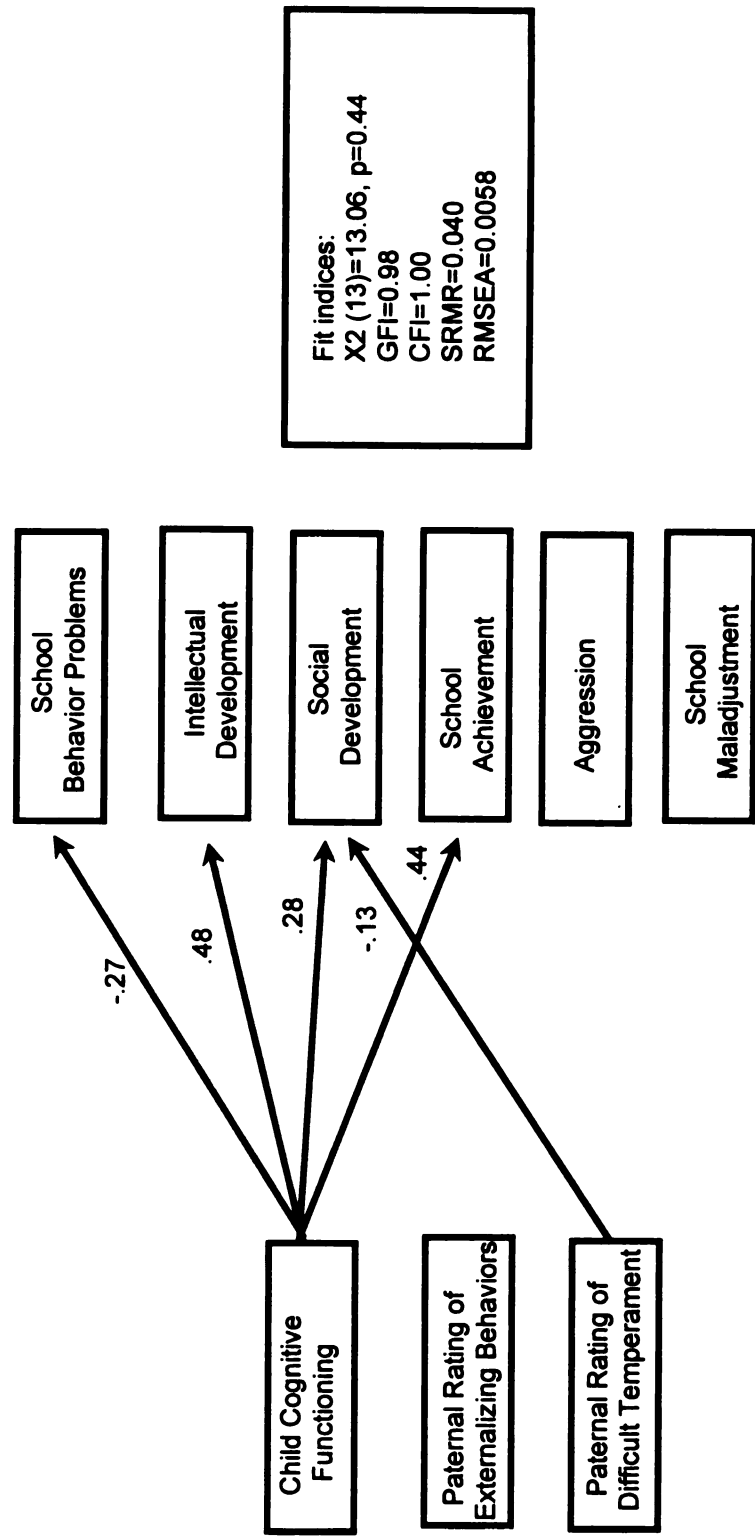 Child Cognitive
Functioning
Paternal Rating of
Externalizing Behaviors
Paternal Rating of
Difficult Temperament
-.27
.48
.28
-.13
.44
School
Behavior Problems
Intellectual
Development
Social
Development
School
Achievement
Aggression
School
Maladjustment
Fit indices:
X2 (13)=13.06, p=0.44
GFI=0.98
CFI=1.00
SRMR=0.040
RMSEA=0.0058